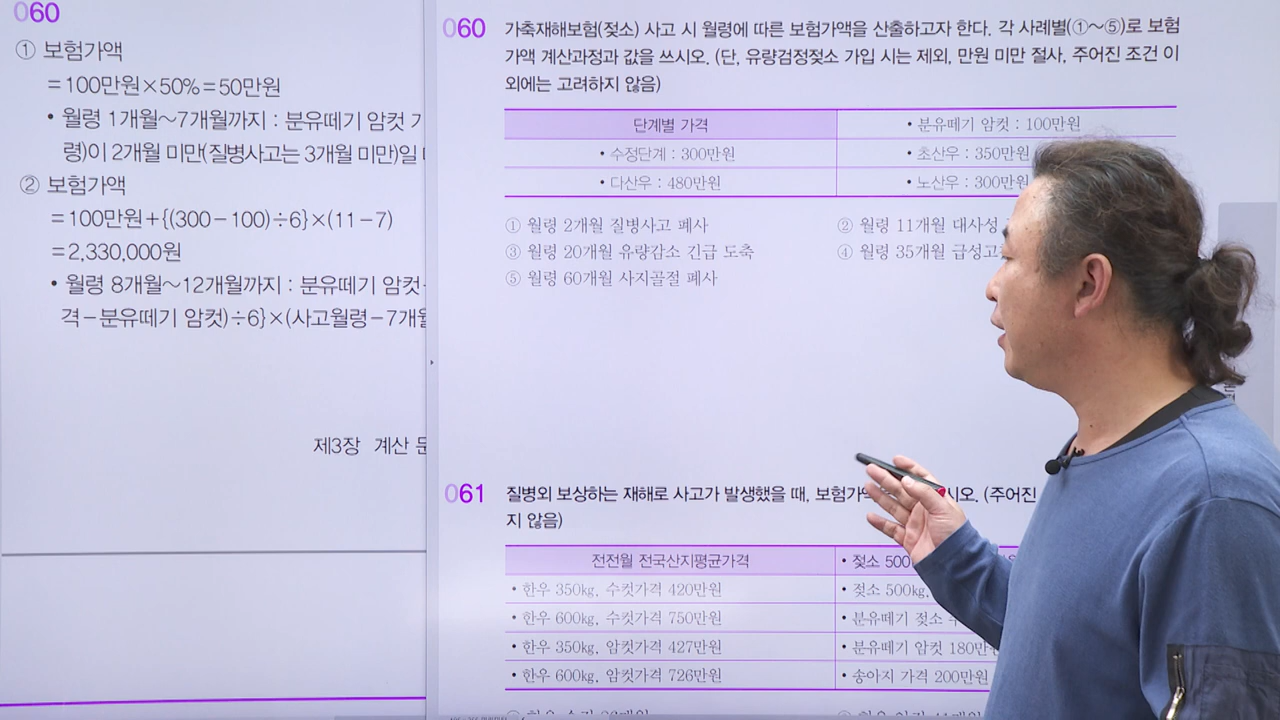 060
① 보험가액
=100만원×50%=50만원
• 월령 1개월~7개월까지 : 분유떼기 암컷 가
령)이 2개월 미만(질병사고는 3개월 미만)일
② 보험가액
=100만원+{(300-100)÷6}×(11-7)
=2,330,000원
• 월령 8개월~12개월까지 : 분유떼기 암컷
격-분유떼기 암컷)÷6}×(사고월령-7개월
제3장 계산 문
060 가축재해보험(젖소) 사고 시 월령에 따른 보험가액을 산출하고자 한다. 각 사례별(①~⑤)로 보험
가액 계산과정과 값을 쓰시오. (단, 유량검정젖소 가입 시는 제외, 만원 미만 절사, 주어진 조건 이
외에는 고려하지 않음)
단계별 가격 • 분유떼기 암컷 : 100만원
• 수정단계 : 300만원 • 초산우 : 350만원
• 다산우 : 480만원 • 노산우 : 300만원
① 월령 2개월 질병사고 폐사 ② 월령 11개월 대사성
③ 월령 20개월 유량감소 긴급 도축 ④ 월령 35개월 급성고
⑤ 월령 60개월 사지골절 폐사
061 질병외 보상하는 재해로 사고가 발생했을 때, 보험가 시오. (주어진
지 않음)
전전월 전국산지평균가격 • 젖소 500
• 한우 350kg, 수컷가격 420만원 • 젖소 500kg,
• 한우 600kg, 수컷가격 750만원 • 분유떼기 젖소
• 한우 350kg, 암컷가격 427만원 • 분유떼기 암컷 180만원
• 한우 600kg, 암컷가격 726만원 • 송아지 가격 200만원